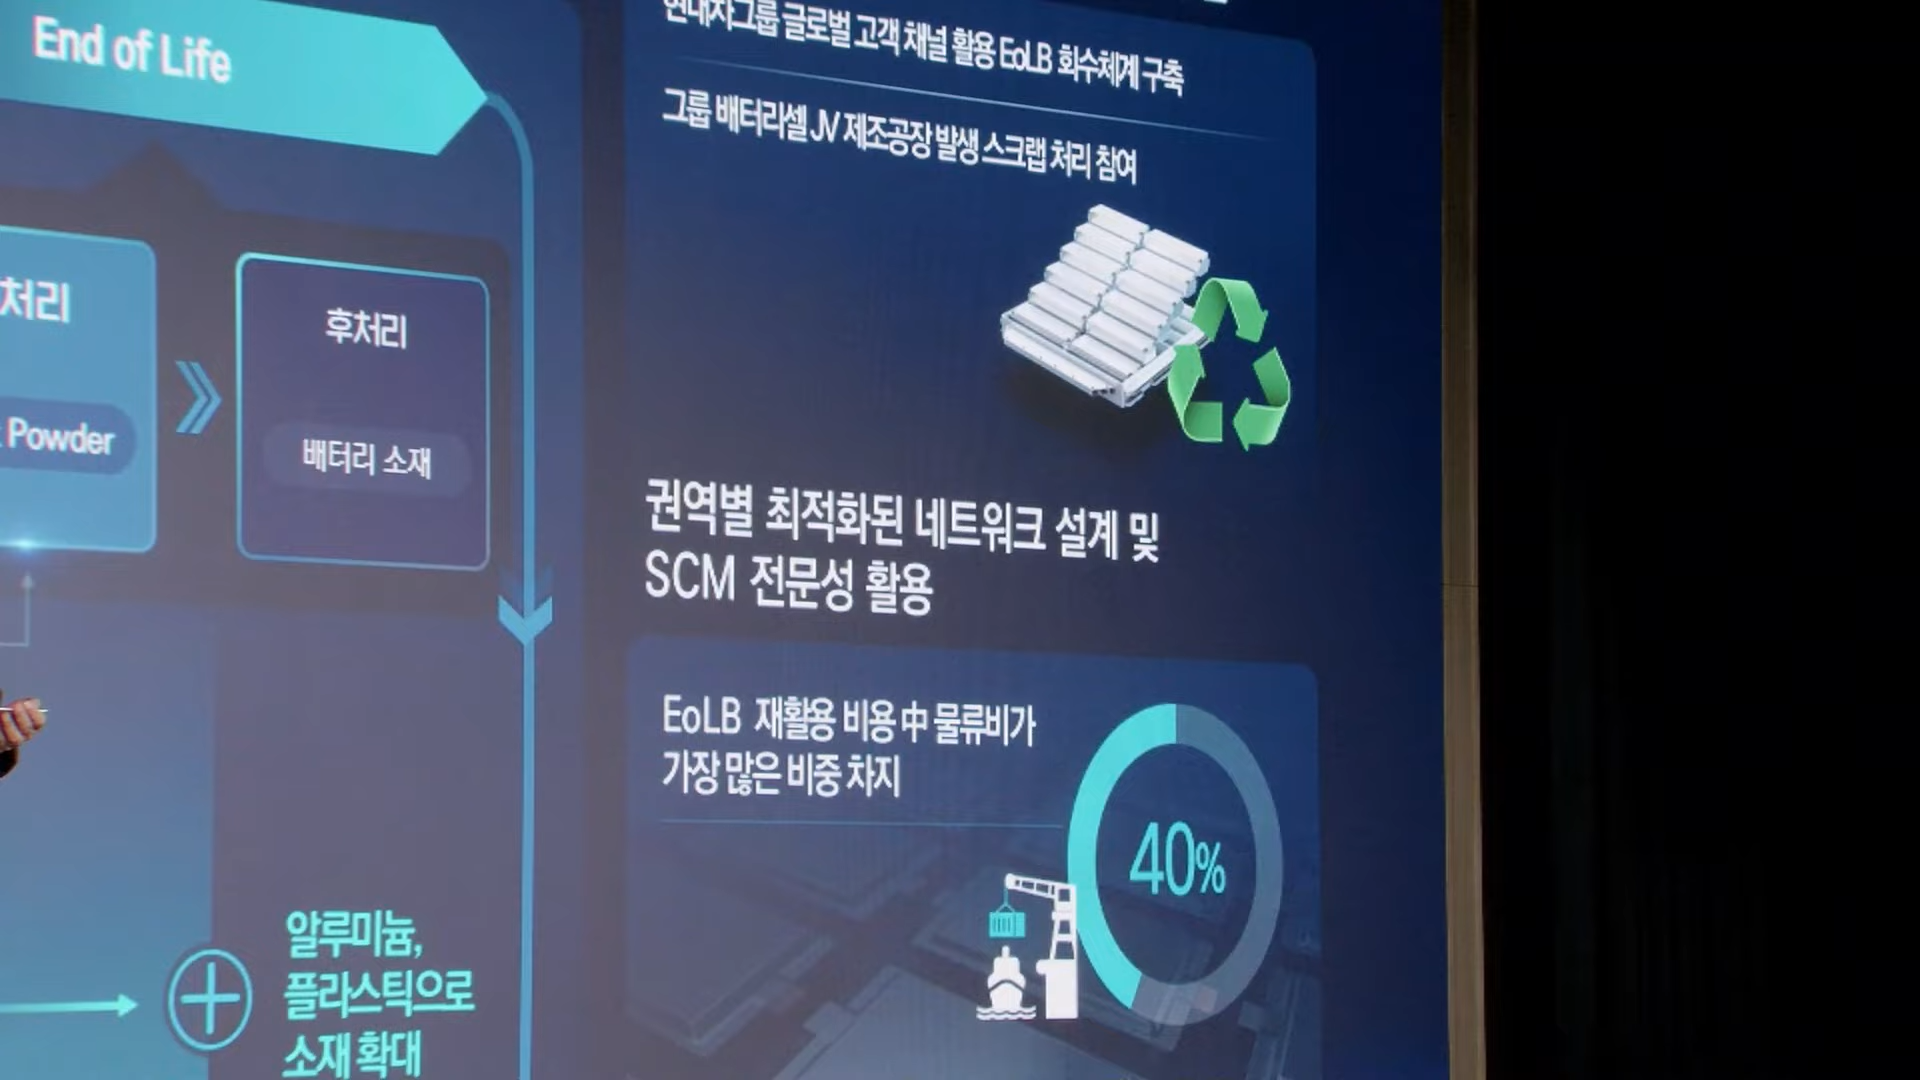 End of Life
처리
Powder
후처리
배터리 소재
알루미늄,
플라스틱으로
소재 확대
현대차그룹 글로벌 고객 채널 활용 EoLB 회수체계 구축
그룹 배터리셀 JV 제조공장 발생 스크랩 처리 참여
권역별 최적화된 네트워크 설계 및
SCM 전문성 활용
EoLB 재활용 비용 中 물류비가
가장 많은 비중 차지
40%